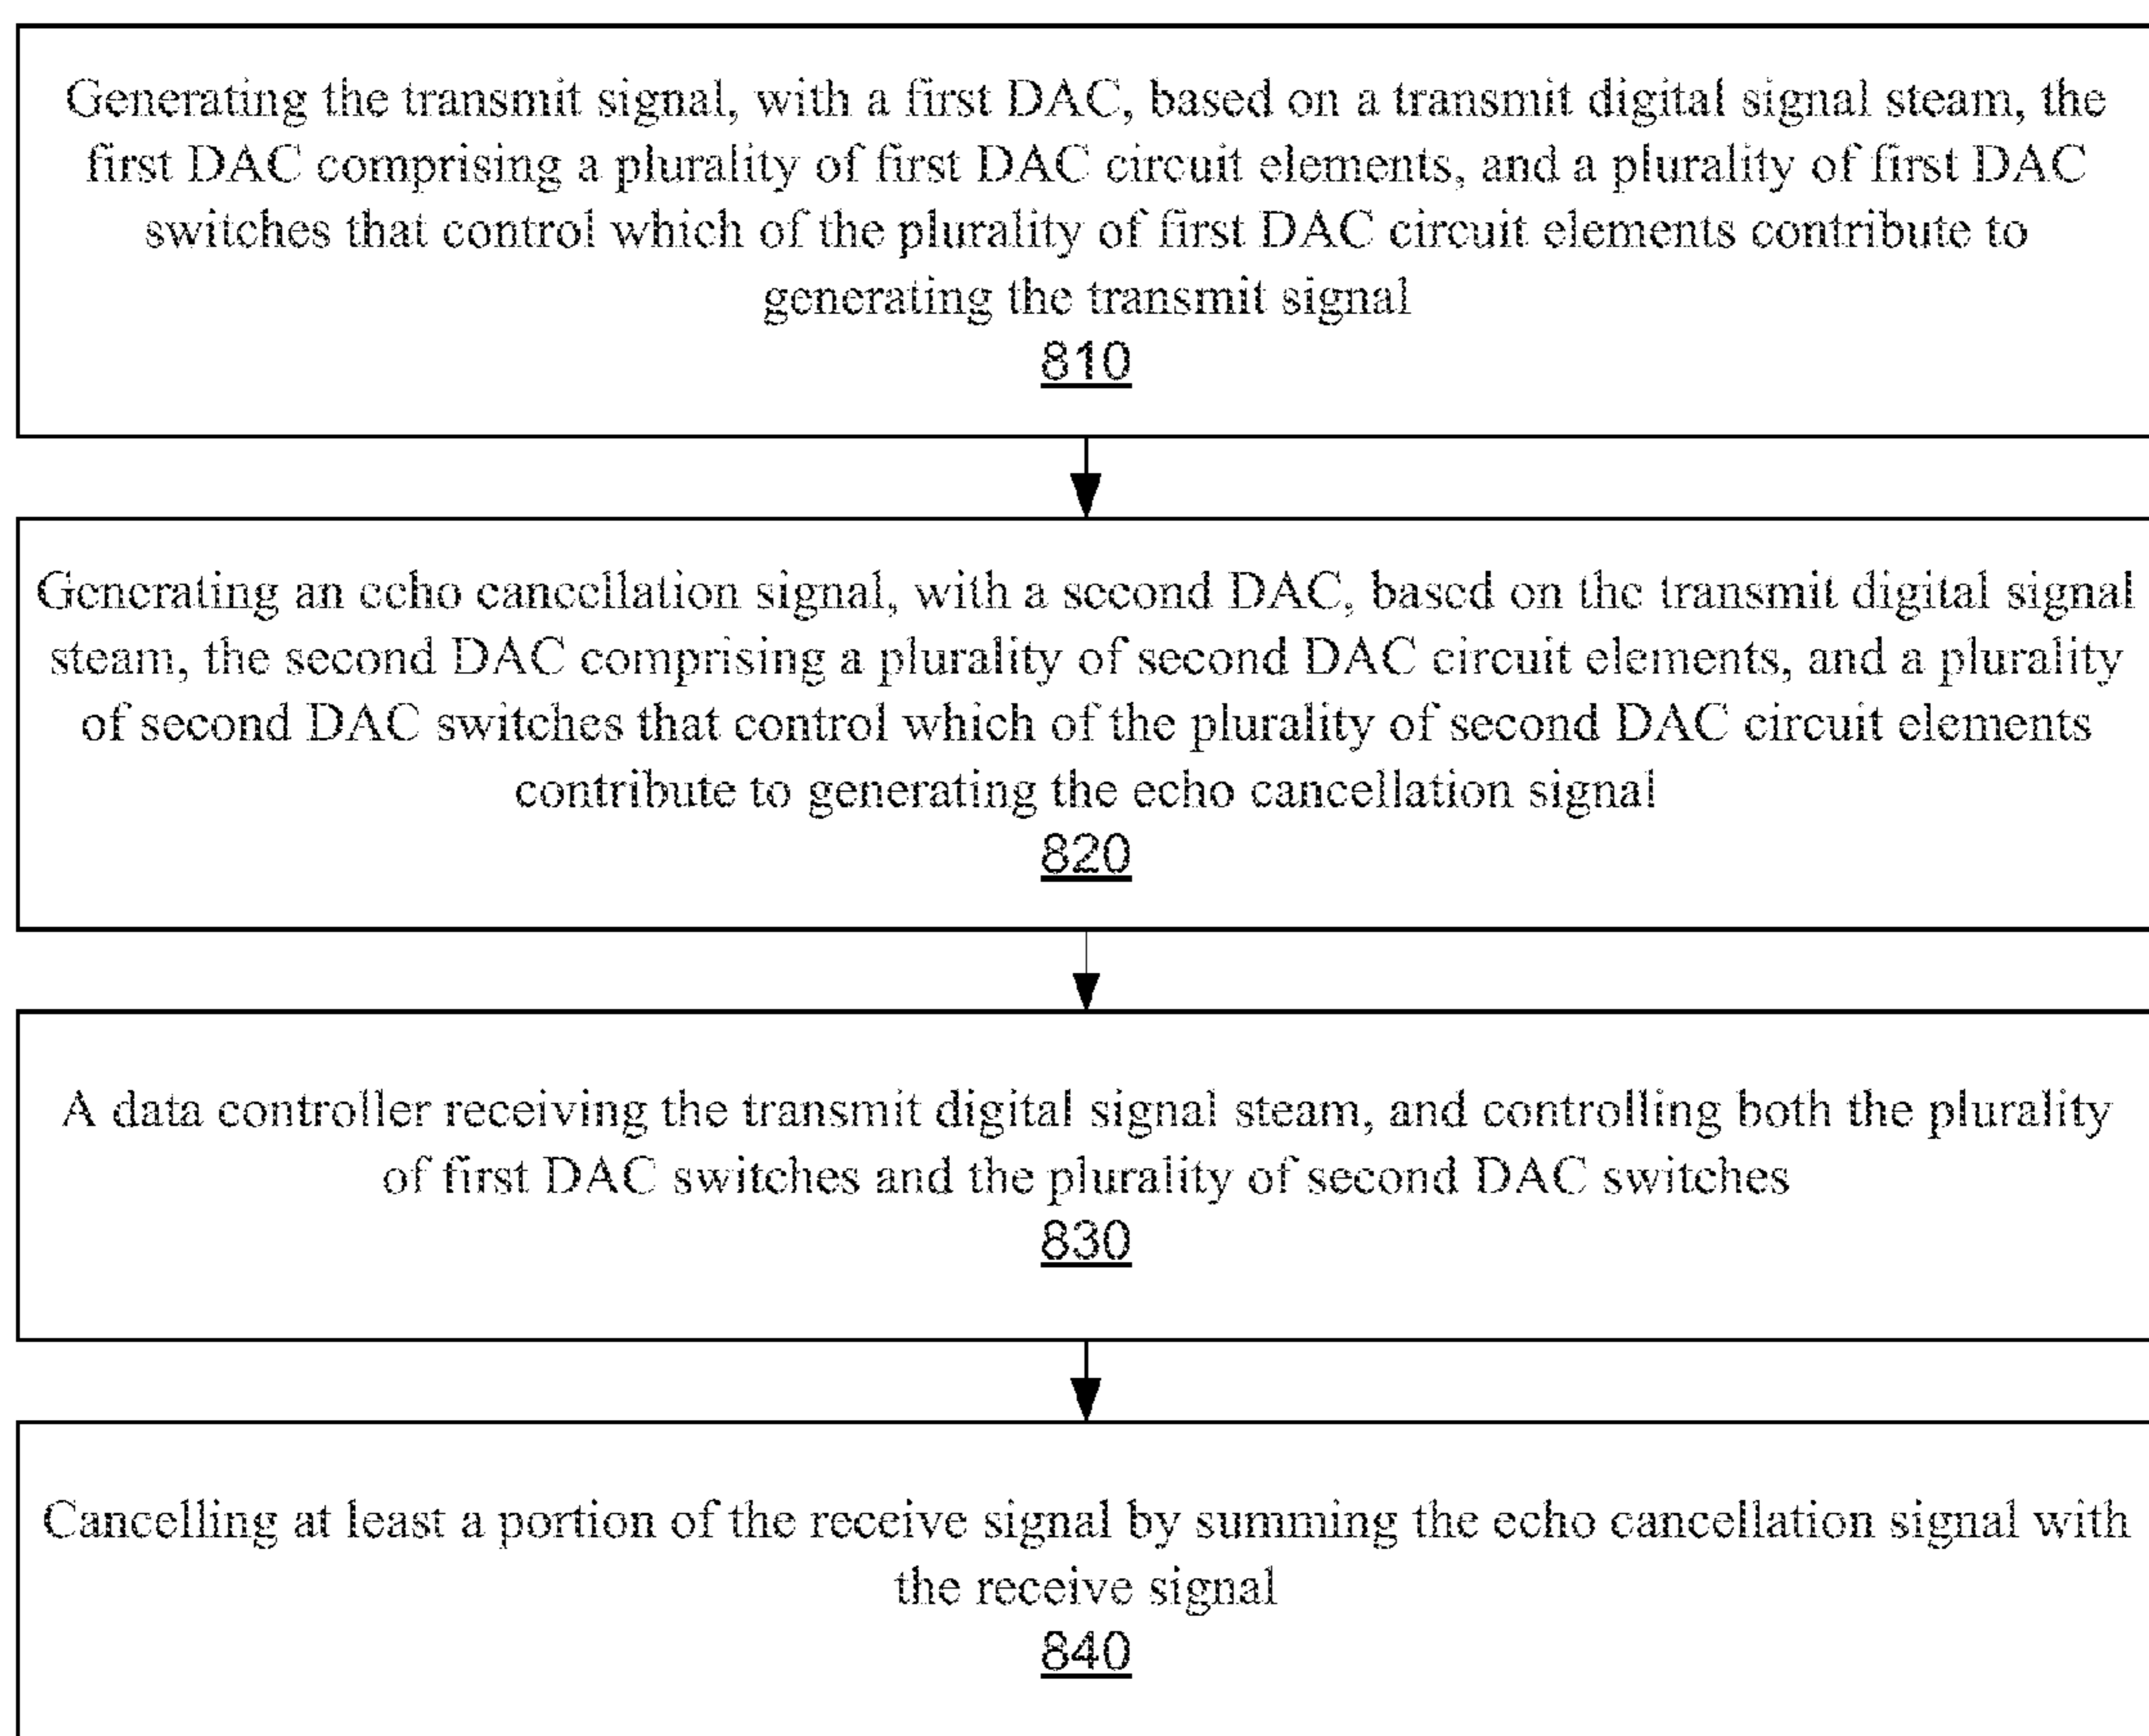 Generating the transmit signal, with a first DAC, based on a transmit digital signal steam, the
first DAC comprising a plurality of first DAC circuit elements, and a plurality of first DAC
switches that control which of the plurality of first DAC circuit elements contribute to
generating the transmit signal
810
Generating an echo cancellation signal, with a second DAC, based on the transmit digital signal
steam, the second DAC comprising a plurality of second DAC circuit elements, and a plurality
of second DAC switches that control which of the plurality of second DAC circuit elements
contribute to generating the echo cancellation signal
820
A data controller receiving the transmit digital signal steam, and controlling both the plurality
of first DAC switches and the plurality of second DAC switches
830
Cancelling at least a portion of the receive signal by summing the echo cancellation signal with
the receive signal
840